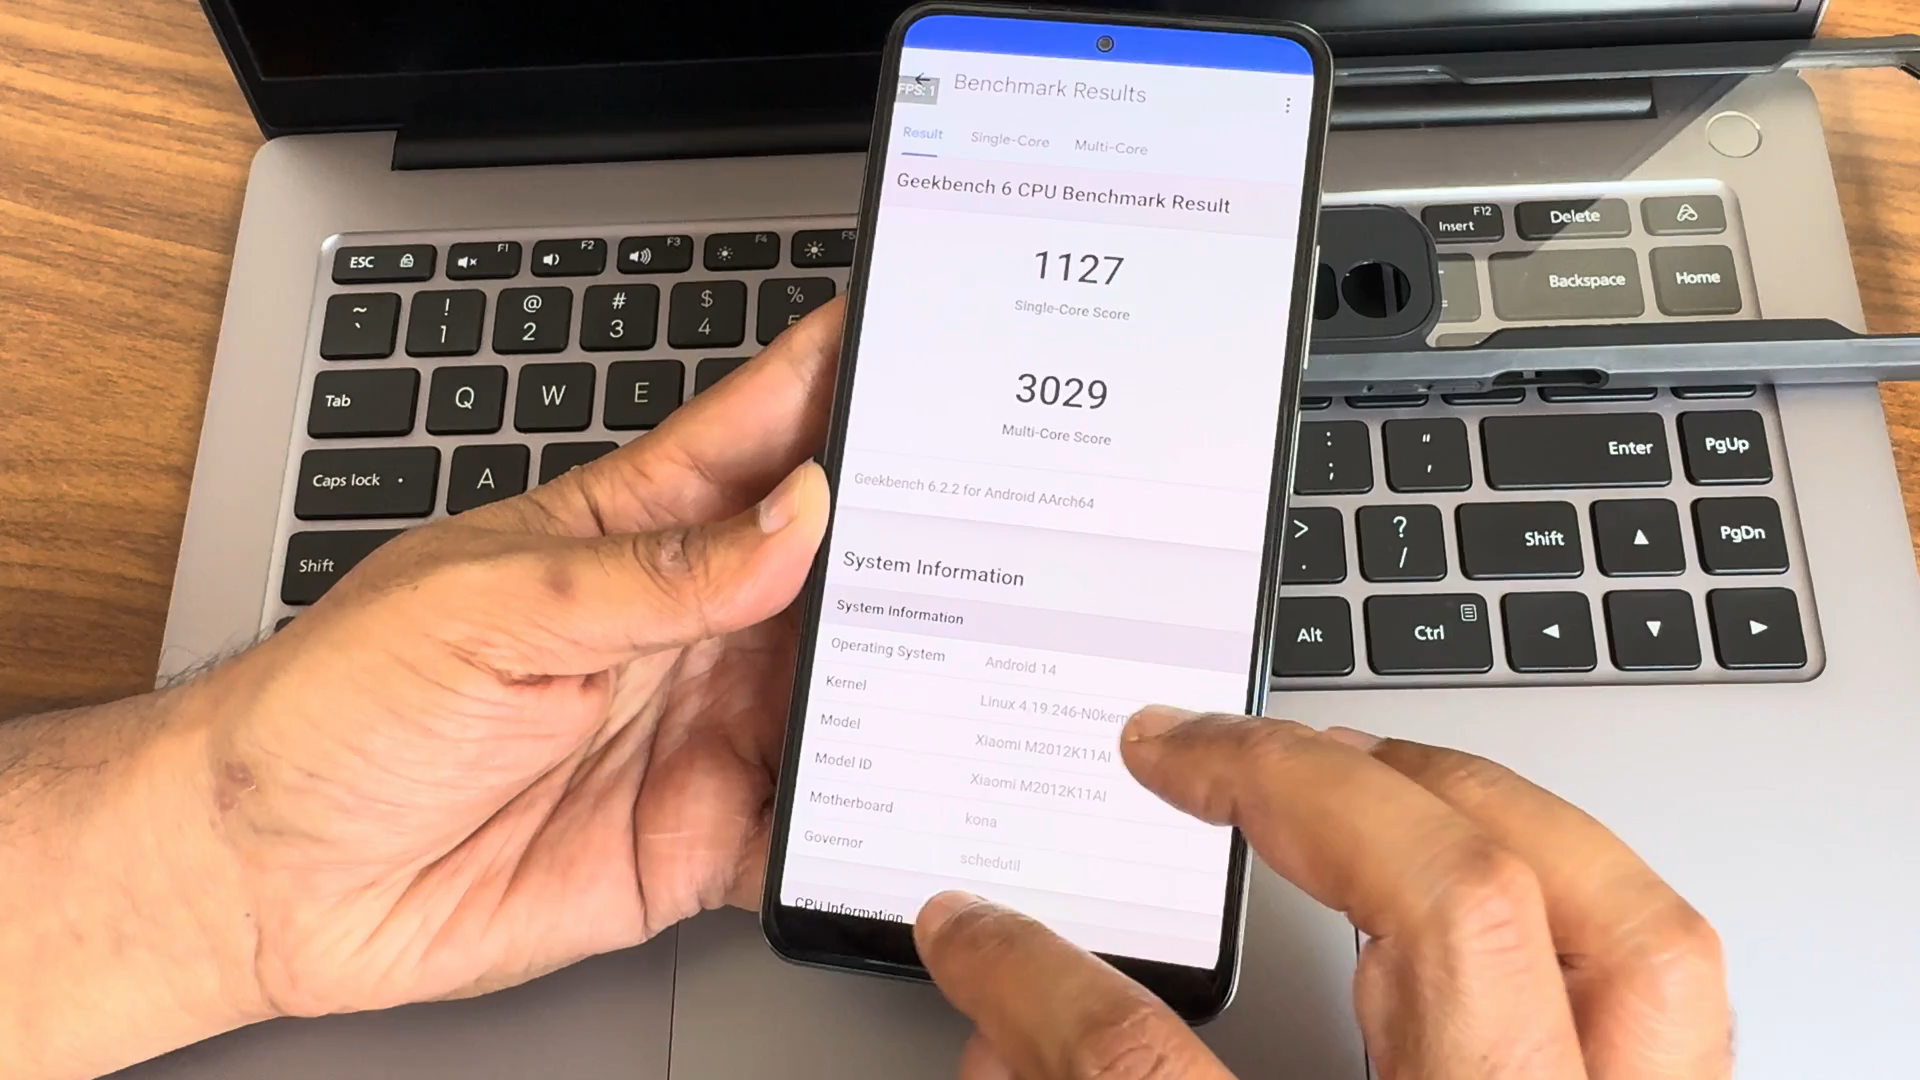 Benchmark Results
FPS: 1
Result Single-Core Multi-Core
Geekbench 6 CPU Benchmark Result
1127
Single-Core Score
3029
Multi-Core Score
Geekbench 6.2.2 for Android AArch64
System Information
System Information
Operating System Android 14
Kernel Linux 4.19.246-N0kern
Model Xiaomi M2012K11AI
Model ID Xiaomi M2012K11AI
Motherboard kona
Governor schedutil
CPU Information
ESC F1 F2 F3 F4 F5
~ ! @ # $ %
` 1 2 3 4
Tab Q W E
Caps lock A
Shift
F12
Insert Delete
Backspace Home
: " Enter PgUp
; ,
> ? Shift PgDn
. /
Alt Ctrl